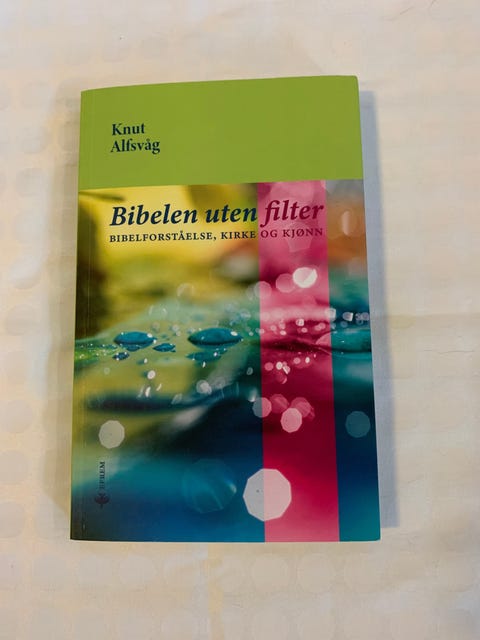 Knut
Alfsvåg
Bibelen uten filter
BIBELFORSTÅELSE, KIRKE OG KJØNN
EFREM